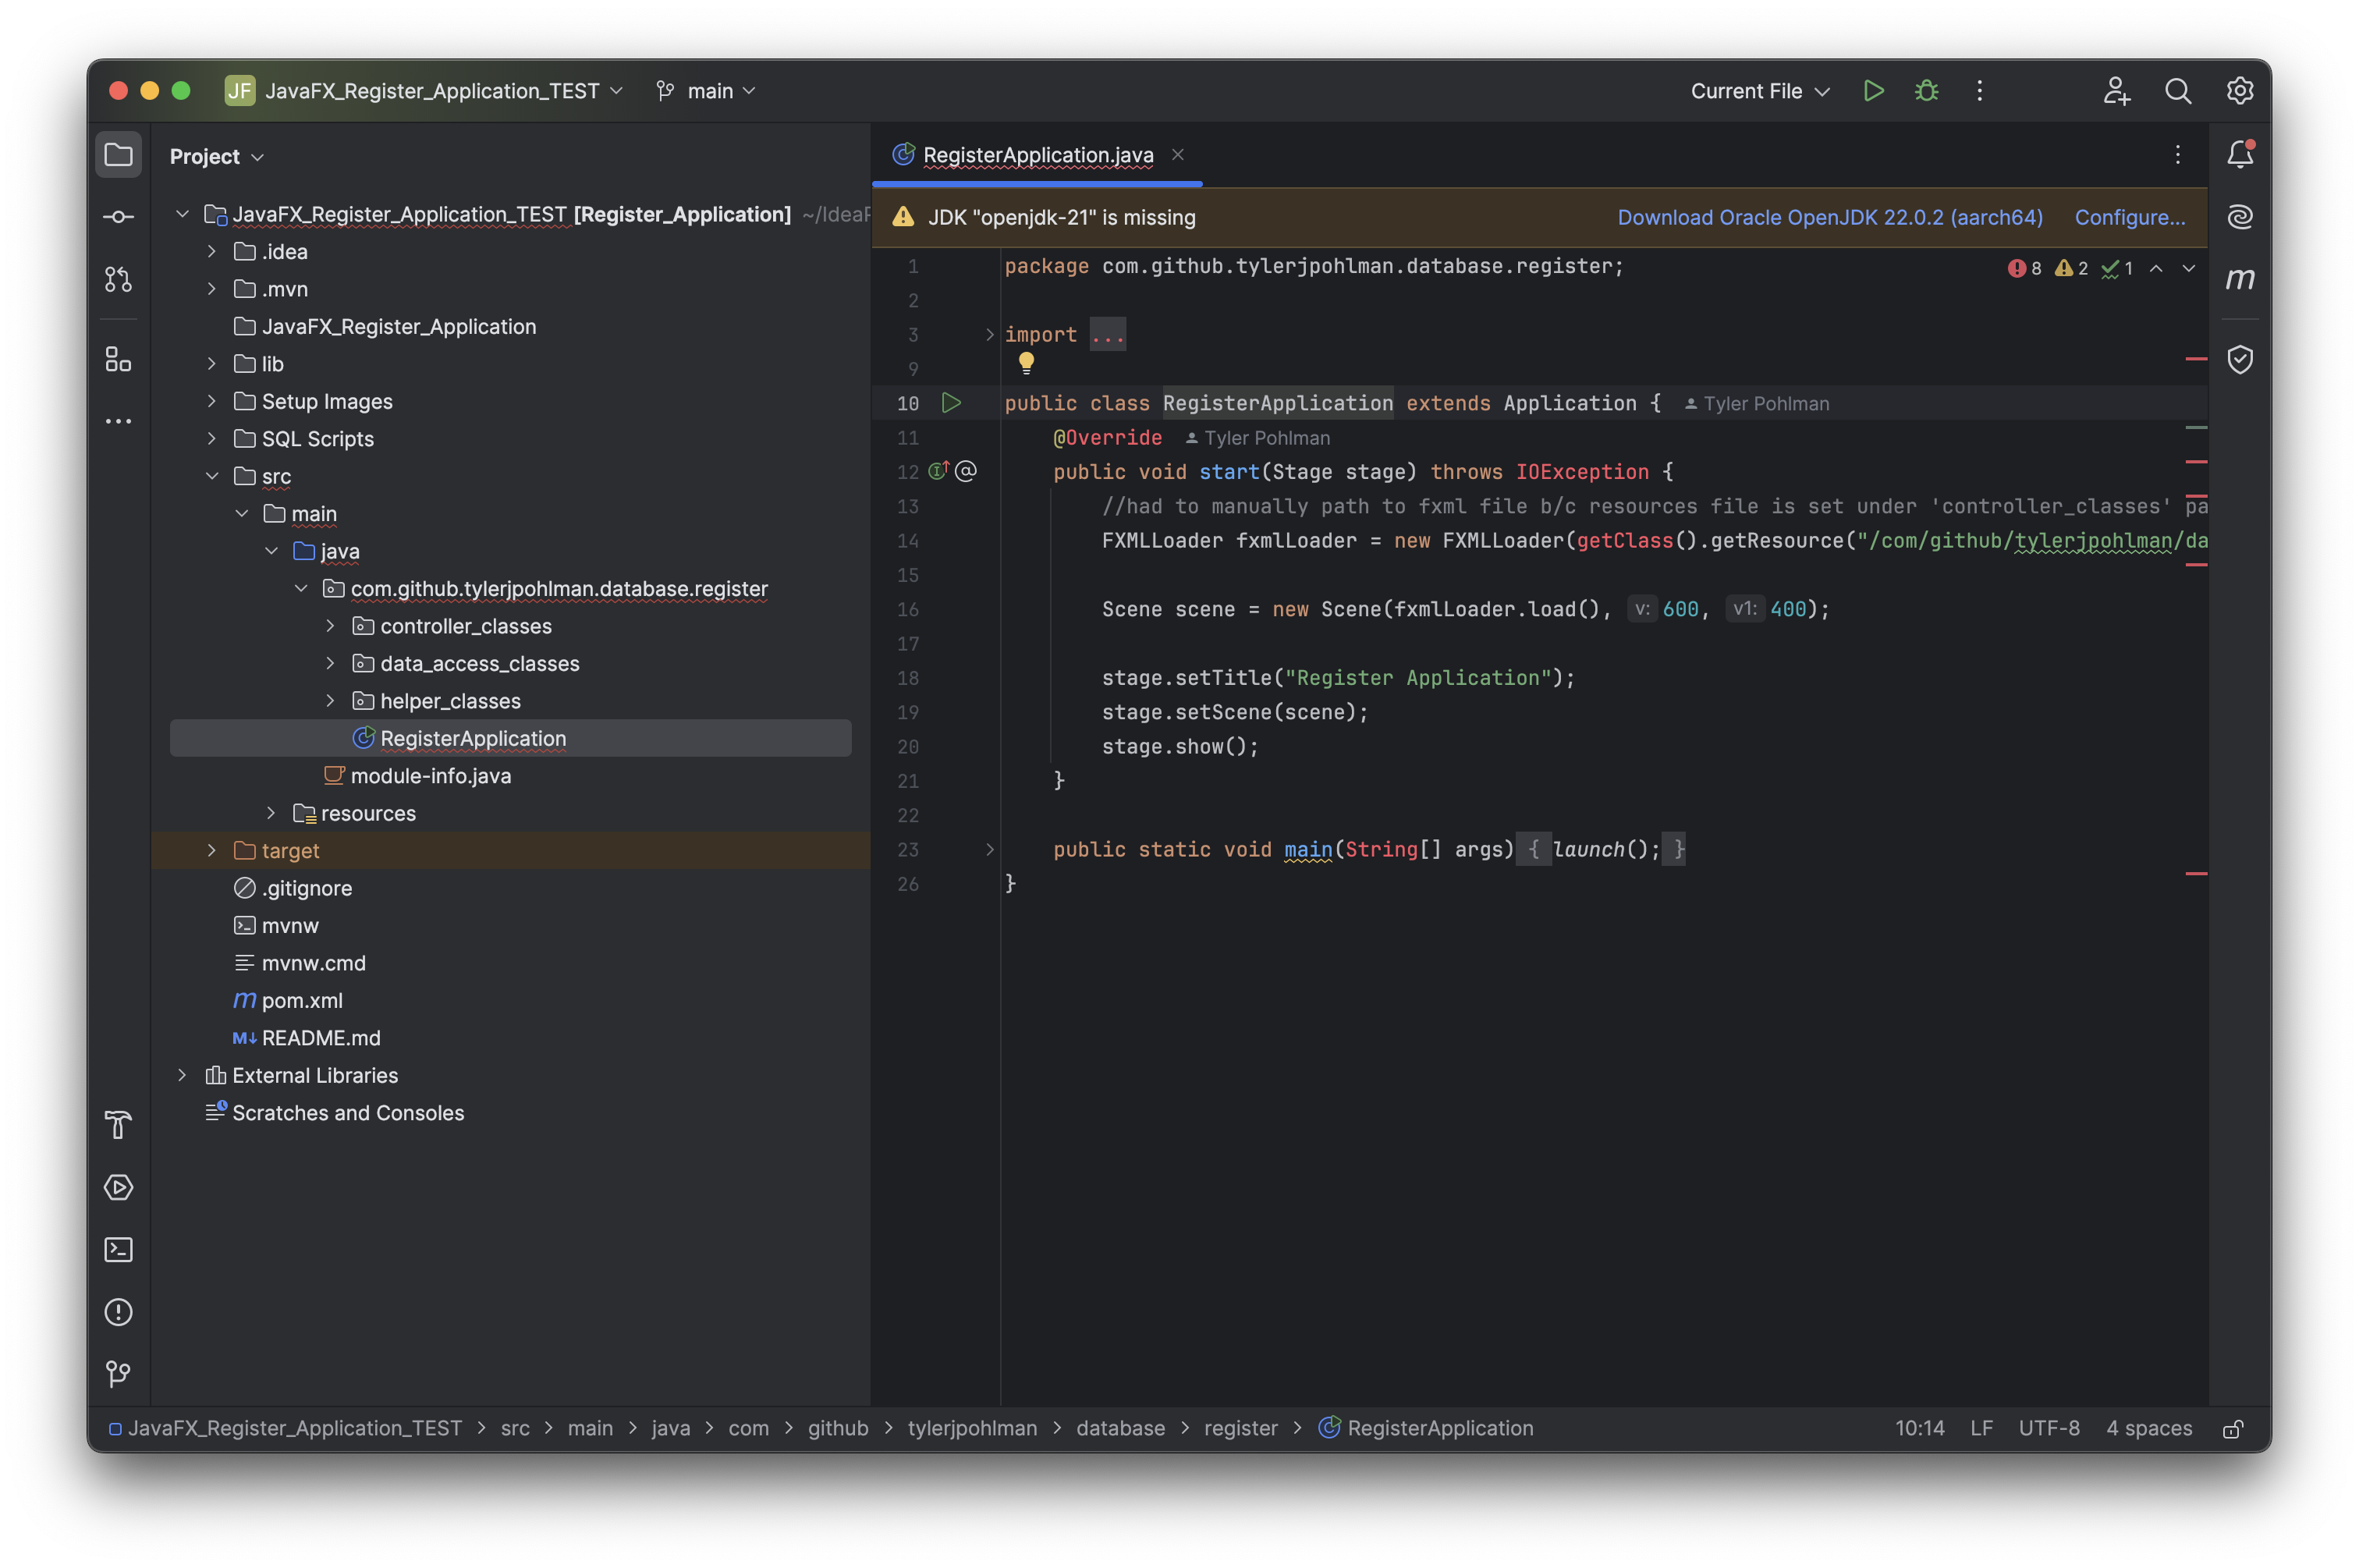 JF JavaFX_Register_Application_TEST main Current File
Project
JavaFX_Register_Application_TEST [Register_Application] ~/IdeaP
.idea
.mvn
JavaFX_Register_Application
lib
Setup Images
SQL Scripts
src
main
java
com.github.tylerjpohlman.database.register
controller_classes
data_access_classes
helper_classes
RegisterApplication
module-info.java
resources
target
.gitignore
mvnw
mvnw.cmd
m pom.xml
M↓ README.md
External Libraries
Scratches and Consoles
RegisterApplication.java
JDK "openjdk-21" is missing Download Oracle OpenJDK 22.0.2 (aarch64) Configure...
8 2 1
1 package com.github.tylerjpohlman.database.register;
2
3 import ...
9
10 public class RegisterApplication extends Application { Tyler Pohlman
11 @Override Tyler Pohlman
12 public void start(Stage stage) throws IOException {
13 //had to manually path to fxml file b/c resources file is set under 'controller_classes' pa
14 FXMLLoader fxmlLoader = new FXMLLoader(getClass().getResource("/com/github/tylerjpohlman/da
15
16 Scene scene = new Scene(fxmlLoader.load(), v: 600, v1: 400);
17
18 stage.setTitle("Register Application");
19 stage.setScene(scene);
20 stage.show();
21 }
22
23 public static void main(String[] args) { launch(); }
26 }
m
JavaFX_Register_Application_TEST > src > main > java > com > github > tylerjpohlman > database > register > RegisterApplication 10:14 LF UTF-8 4 spaces